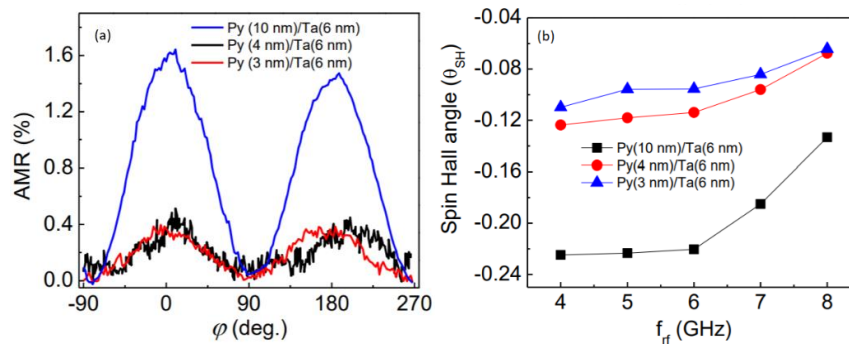 (a)
Py (10 nm)/Ta(6 nm)
Py (4 nm)/Ta(6 nm)
Py (3 nm)/Ta(6 nm)
AMR (%)
1.6
1.2
0.8
0.4
0.0
-90 0 90 180 270
φ (deg.)
(b)
Spin Hall angle (θSH)
-0.08
-0.12
-0.16
-0.20
-0.24
Py(10 nm)/Ta(6 nm)
Py(4 nm)/Ta(6 nm)
Py(3 nm)/Ta(6 nm)
4 5 6 7 8
frf (GHz)